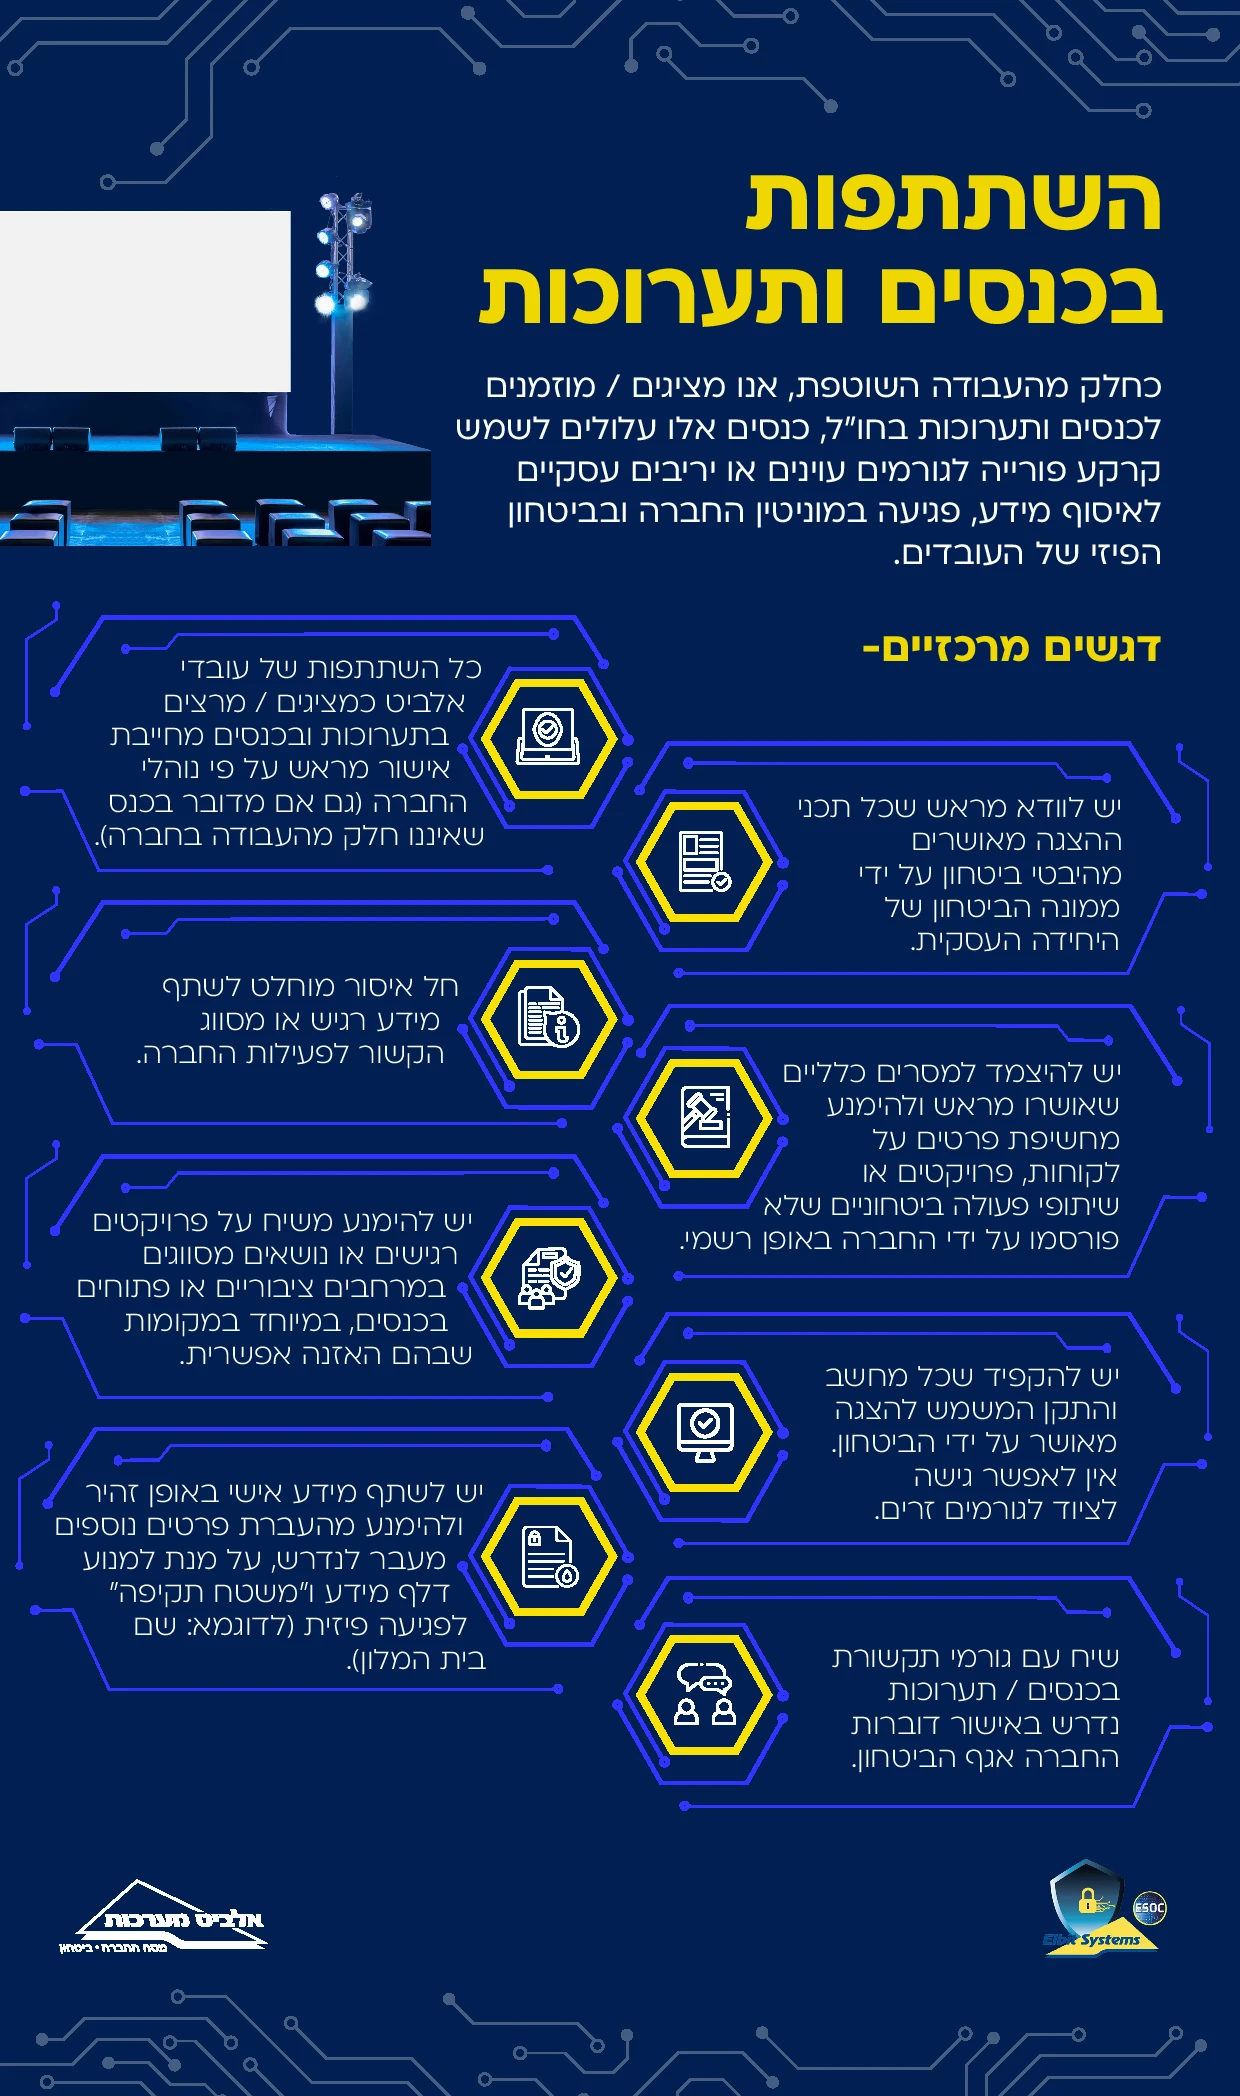 השתתפות
בכנסים ותערוכות
כחלק מהעבודה השוטפת, אנו מציגים / מוזמנים
לכנסים ותערוכות בחו"ל, כנסים אלו עלולים לשמש
קרקע פורייה לגורמים עוינים או יריבים עסקיים
לאיסוף מידע, פגיעה במוניטין החברה ובביטחון
הפיזי של העובדים.
דגשים מרכזיים-
כל השתתפות של עובדי
אלביט כמציגים / מרצים
בתערוכות ובכנסים מחייבת
אישור מראש על פי נוהלי
החברה (גם אם מדובר בכנס
שאיננו חלק מהעבודה בחברה).
יש לוודא מראש שכל תכני
ההצגה מאושרים
מהיבטי ביטחון על ידי
ממונה הביטחון של
היחידה העסקית.
חל איסור מוחלט לשתף
מידע רגיש או מסווג
הקשור לפעילות החברה.
יש להיצמד למסרים כלליים
שאושרו מראש ולהימנע
מחשיפת פרטים על
לקוחות, פרויקטים או
שיתופי פעולה ביטחוניים שלא
פורסמו על ידי החברה באופן רשמי.
יש להימנע משיח על פרויקטים
רגישים או נושאים מסווגים
במרחבים ציבוריים או פתוחים
בכנסים, במיוחד במקומות
שבהם האזנה אפשרית.
יש להקפיד שכל מחשב
והתקן המשמש להצגה
מאושר על ידי הביטחון.
אין לאפשר גישה
לציוד לגורמים זרים.
יש לשתף מידע אישי באופן זהיר
ולהימנע מהעברת פרטים נוספים
מעבר לנדרש, על מנת למנוע
דלף מידע ו"משטח תקיפה"
לפגיעה פיזית (לדוגמא: שם
בית המלון).
שיח עם גורמי תקשורת
בכנסים / תערוכות
נדרש באישור דוברות
החברה אגף הביטחון.
אלביט מערכות
מטה החברה • ביטחון
ESOC
Elbit Systems